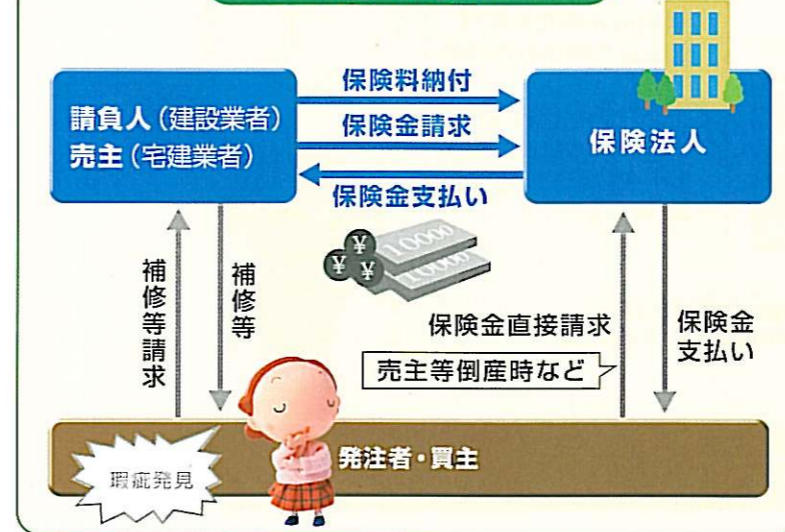 保険料納付
請負人（建設業者）
売主（宅建業者）
保険金請求
保険法人
保険金支払い
¥
¥ ¥
10000
10000
補修等請求
補修等
保険金直接請求
売主等倒産時など
保険金
支払い
発注者・買主
瑕疵発見